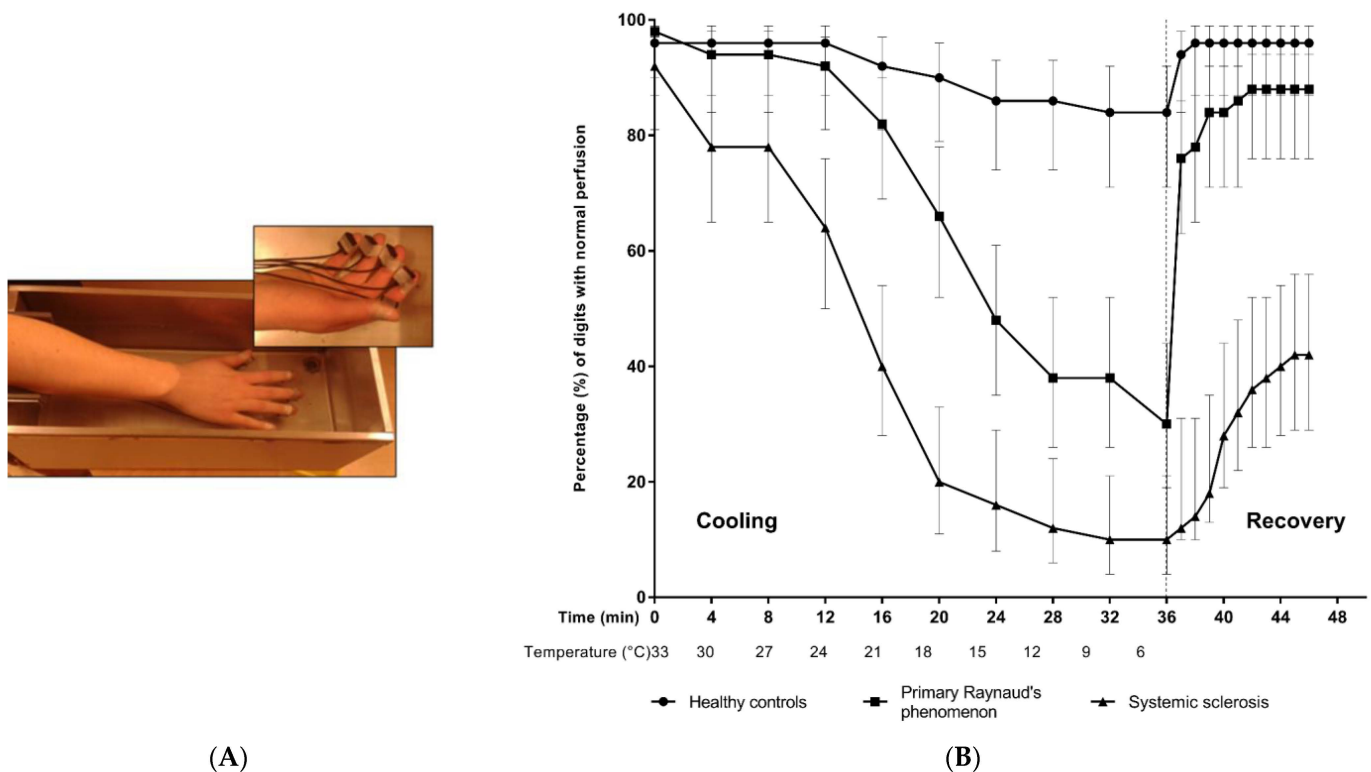 100
80
60
40
20
0
Percentage (%) of digits with normal perfusion
Cooling
Recovery
Time (min) 0 4 8 12 16 20 24 28 32 36 40 44 48
Temperature (°C)33 30 27 24 21 18 15 12 9 6
Healthy controls
Primary Raynaud's
phenomenon
Systemic sclerosis
(A)
(B)